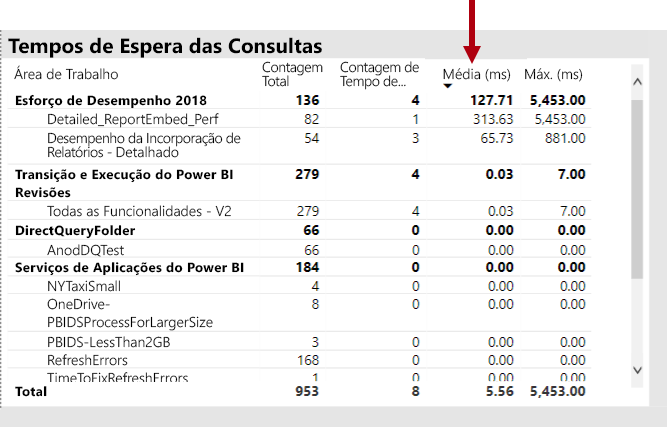 Tempos de Espera das Consultas
Área de Trabalho Contagem Total Contagem de Tempo de... Média (ms) Máx. (ms)
Esforço de Desempenho 2018 136 4 127.71 5,453.00
Detailed_ReportEmbed_Perf 82 1 313.63 5,453.00
Desempenho da Incorporação de 54 3 65.73 881.00
Relatórios - Detalhado
Transição e Execução do Power BI 279 4 0.03 7.00
Revisões
Todas as Funcionalidades - V2 279 4 0.03 7.00
DirectQueryFolder 66 0 0.00 0.00
AnodDQTest 66 0 0.00 0.00
Serviços de Aplicações do Power BI 184 0 0.00 0.00
NYTaxiSmall 4 0 0.00 0.00
OneDrive- 8 0 0.00 0.00
PBIDSProcessForLargerSize
PBIDS-LessThan2GB 3 0 0.00 0.00
RefreshErrors 168 0 0.00 0.00
TimeToFixRefreshErrors 1 0 0.00 0.00
Total 953 8 5.56 5,453.00